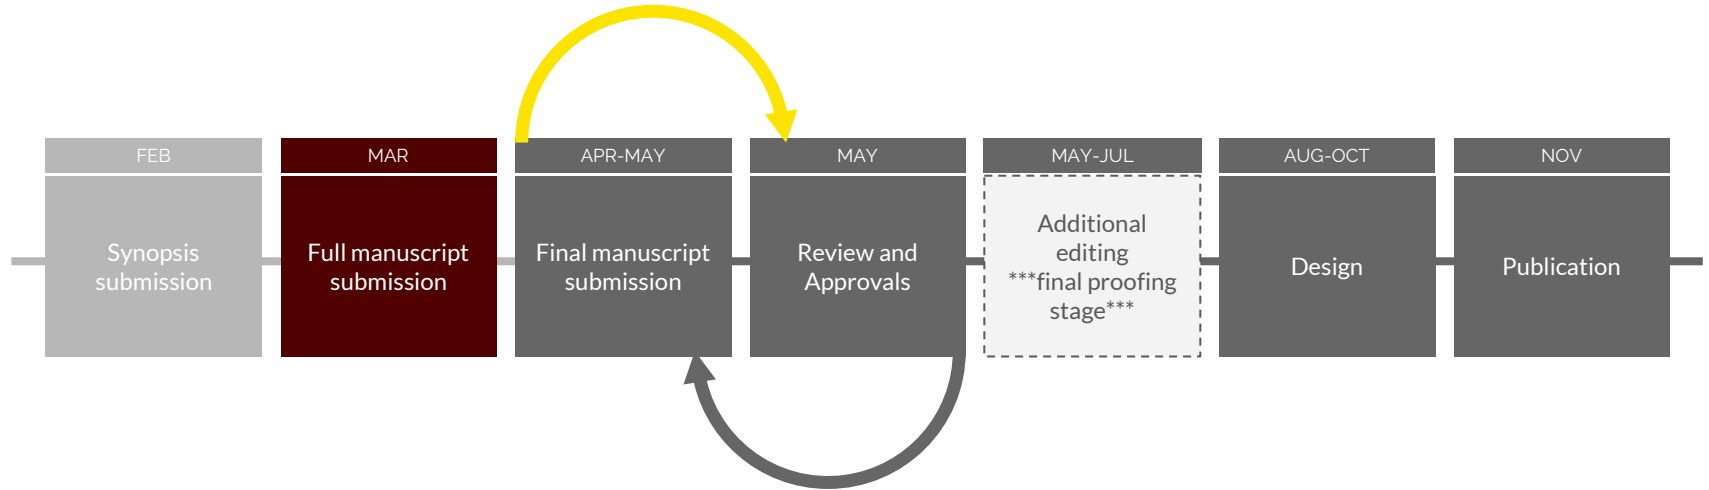 FEB
MAR
APR-MAY
MAY
MAY-JUL
AUG-OCT
NOV
Synopsis
submission
Full manuscript
submission
Final manuscript
submission
Review and
Approvals
Additional
editing
***final proofing
stage***
Design
Publication